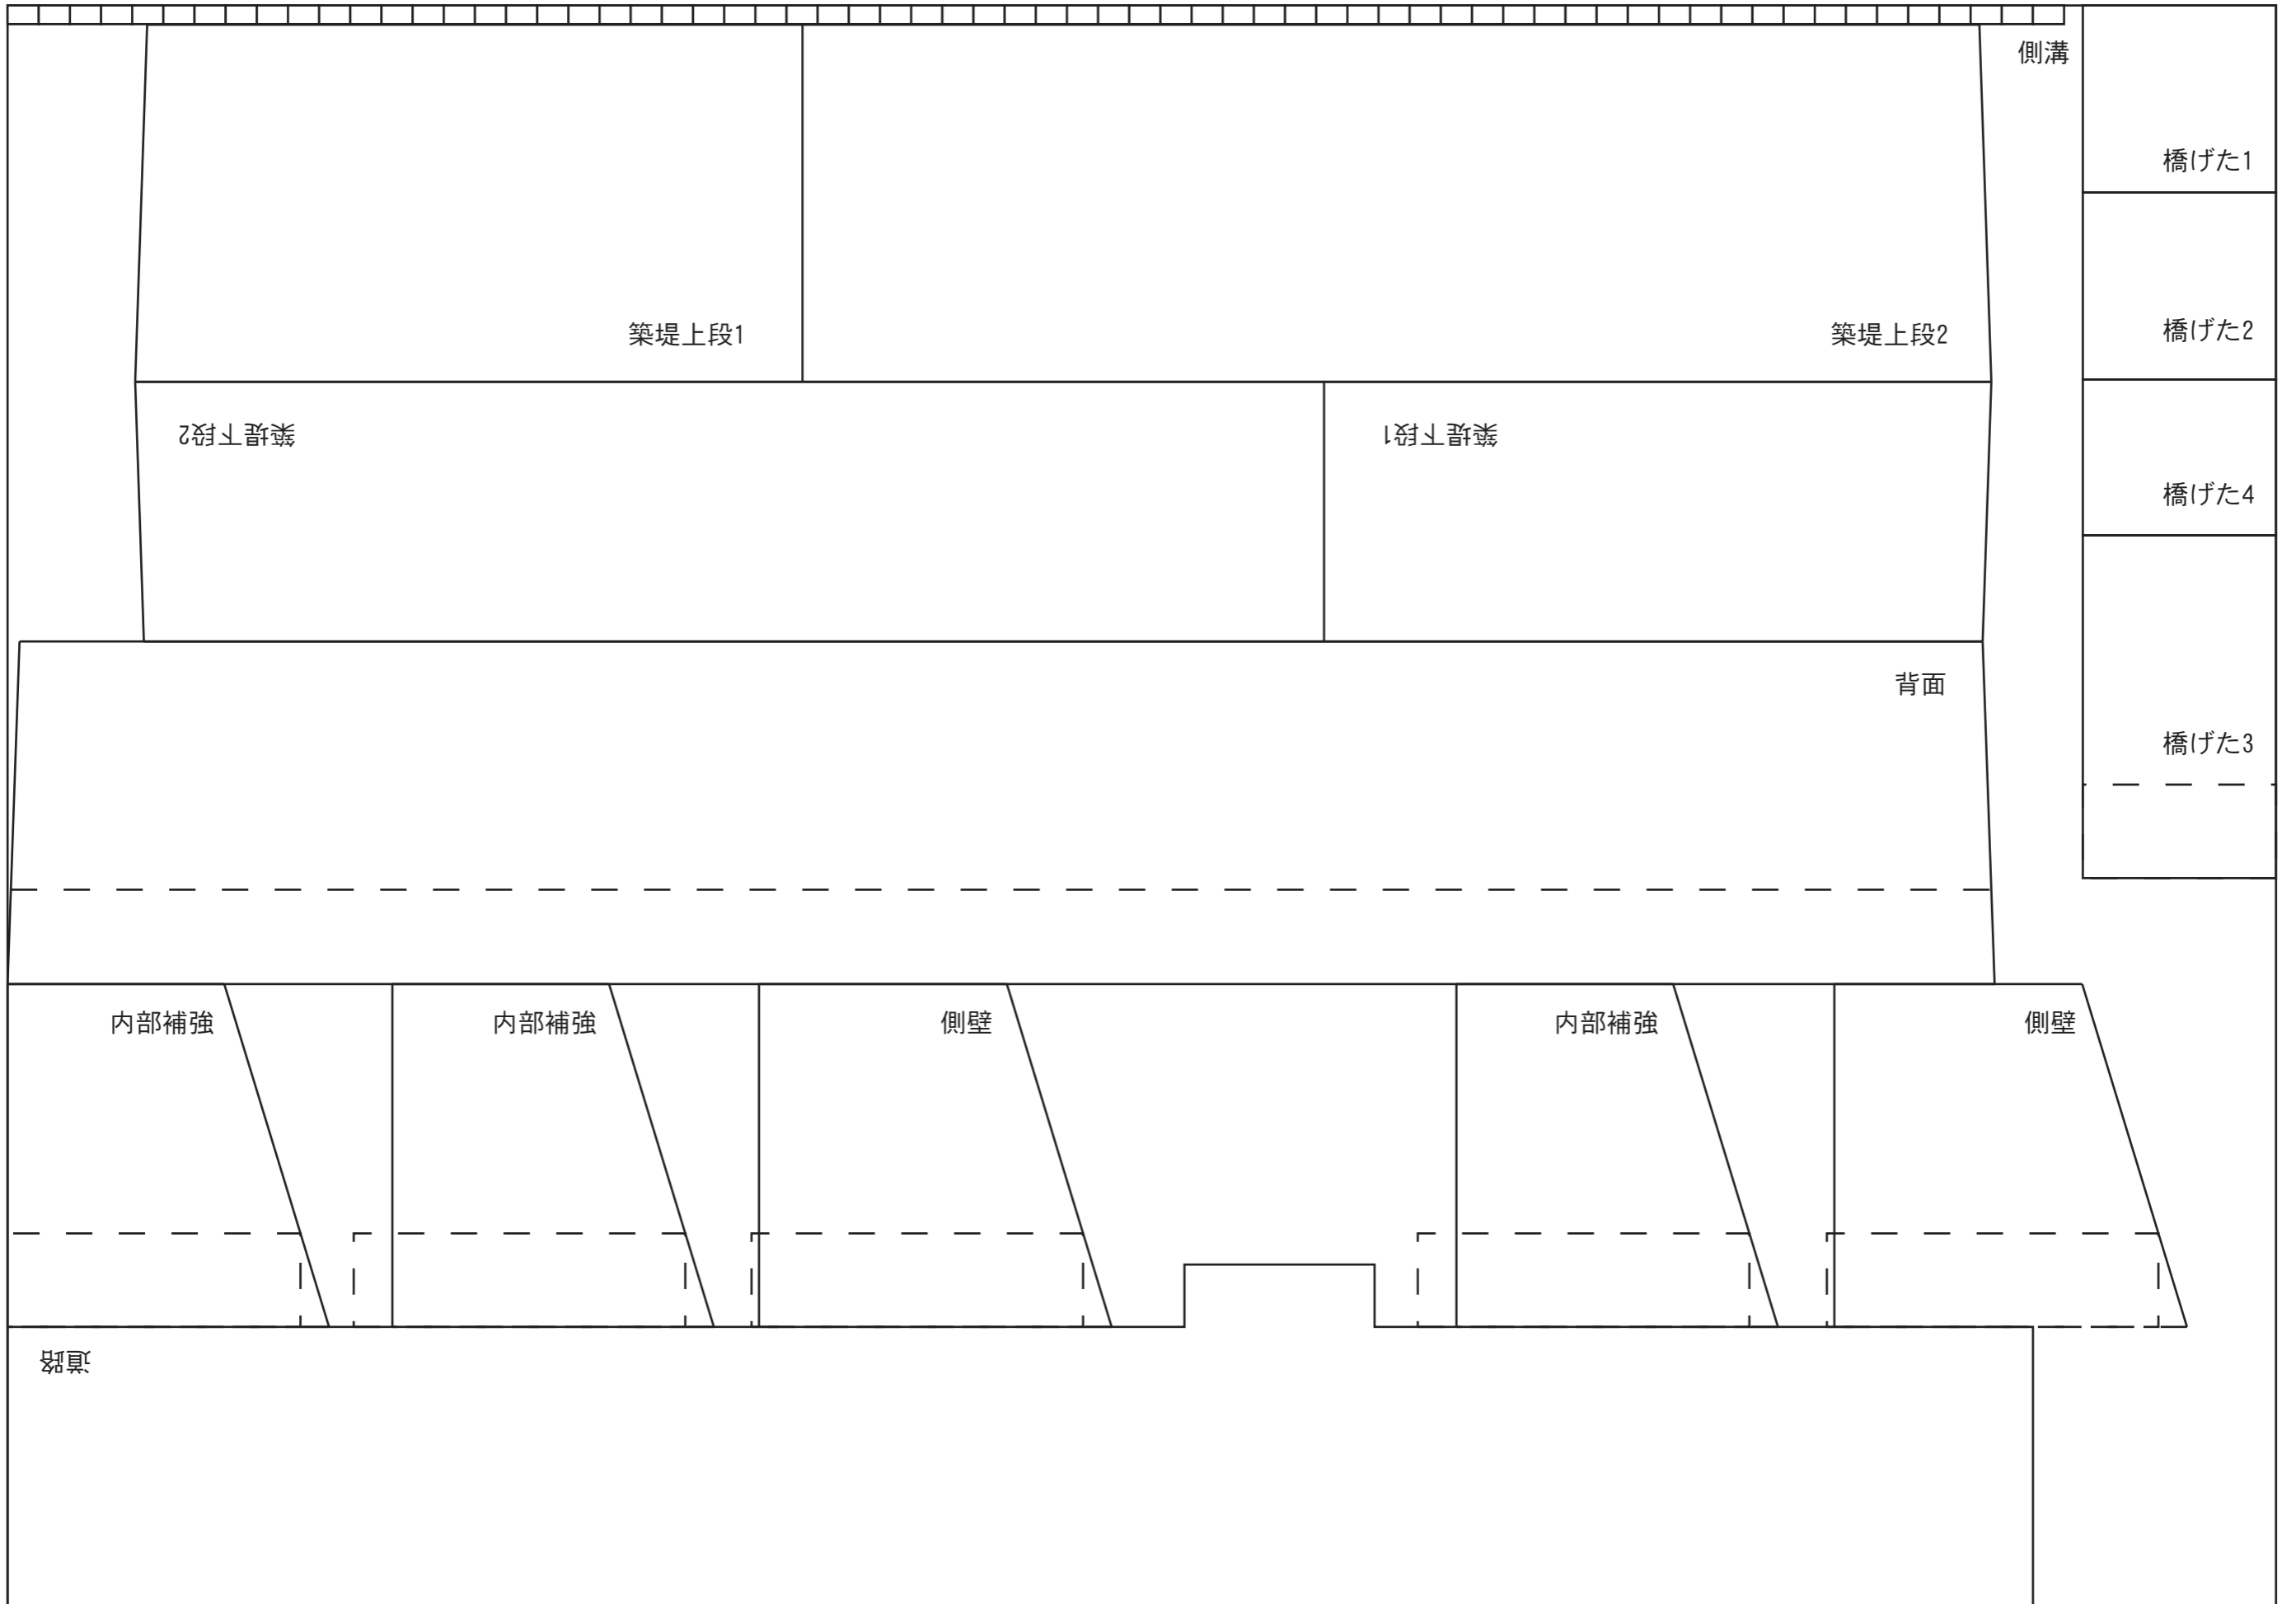 側溝
橋げた1
築堤上段1
築堤上段2
橋げた2
築堤下段2
築堤下段1
橋げた4
背面
橋げた3
内部補強
内部補強
側壁
内部補強
側壁
道路